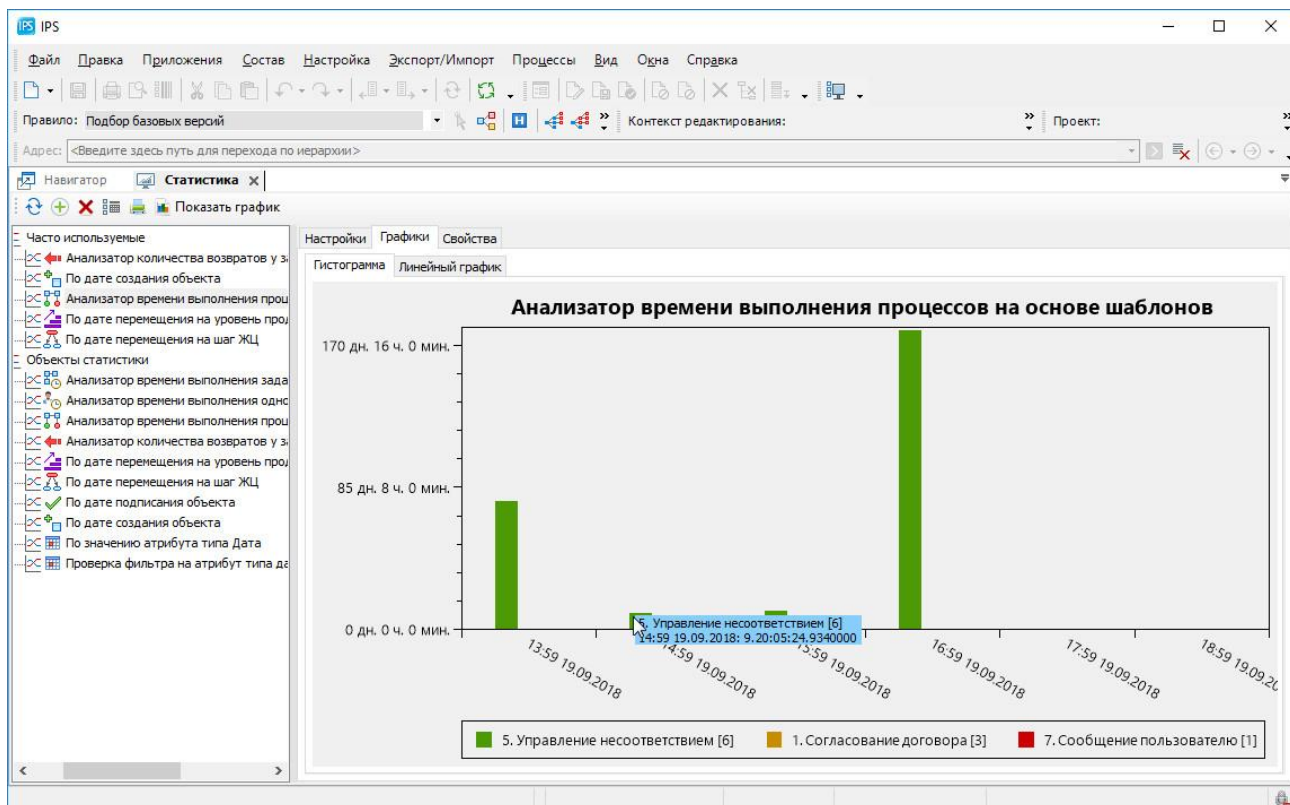 IPS IPS
Файл Правка Приложения Состав Настройка Экспорт/Импорт Процессы Вид Окна Справка
Правило: Подбор базовых версий H Контекст редактирования: Проект:
Адрес: <Введите здесь путь для перехода по иерархии>
Навигатор Статистика
Показать график
Часто используемые
Анализатор количества возвратов у з
По дате создания объекта
Анализатор времени выполнения проц
По дате перемещения на уровень про
По дате перемещения на шаг ЖЦ
Объекты статистики
Анализатор времени выполнения зада
Анализатор времени выполнения одно
Анализатор времени выполнения проц
Анализатор количества возвратов у з
По дате перемещения на уровень про
По дате перемещения на шаг ЖЦ
По дате подписания объекта
По дате создания объекта
По значению атрибута типа Дата
Проверка фильтра на атрибут типа да
Настройки Графики Свойства
Гистограмма Линейный график
Анализатор времени выполнения процессов на основе шаблонов
170 дн. 16 ч. 0 мин.
85 дн. 8 ч. 0 мин.
0 дн. 0 ч. 0 мин.
5. Управление несоответствием [6]
14:59 19.09.2018: 9.20:05:24.9340000
13:59 19.09.2018
14:59 19.09.2018
15:59 19.09.2018
16:59 19.09.2018
17:59 19.09.2018
18:59 19.09.2
5. Управление несоответствием [6] 1. Согласование договора [3] 7. Сообщение пользователю [1]